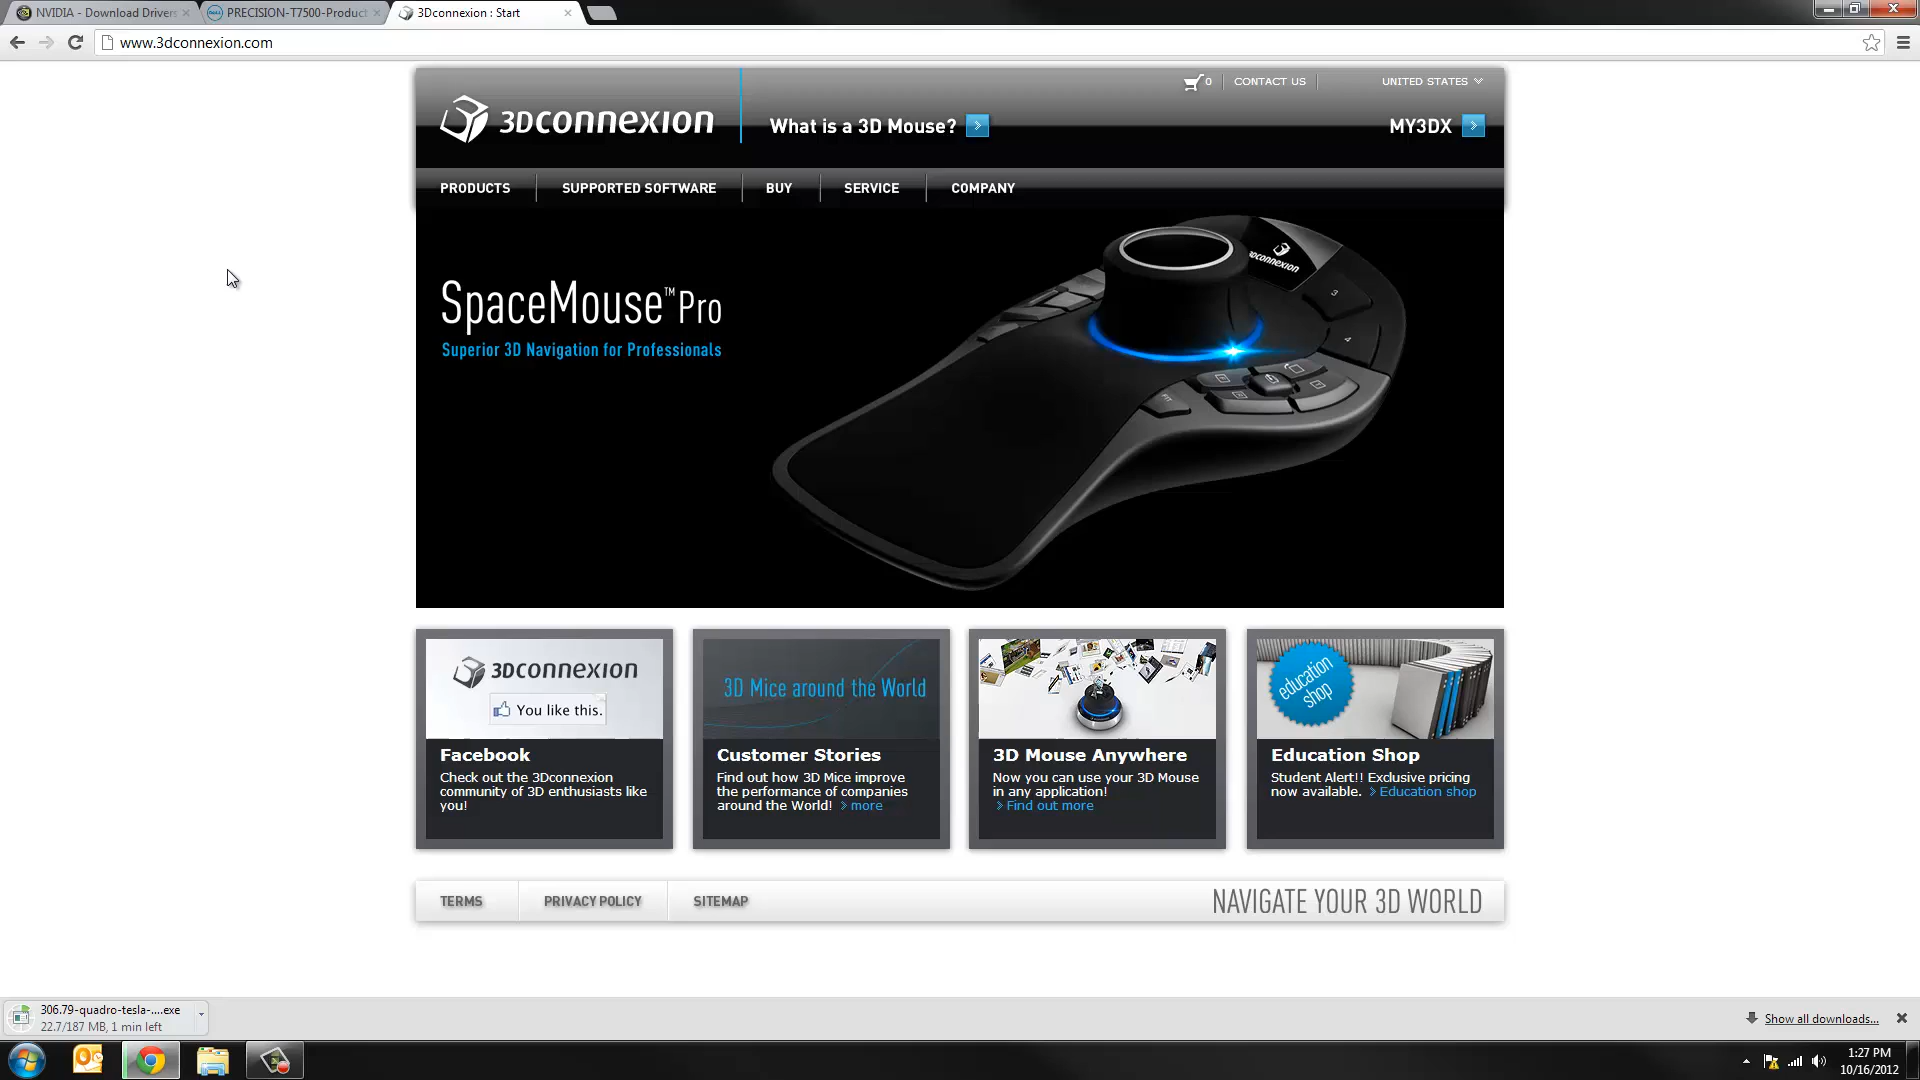 NVIDIA - Download Drivers
PRECISION-T7500-Product
3Dconnexion : Start
www.3dconnexion.com
0
CONTACT US
UNITED STATES
3DCONNEXION
What is a 3D Mouse?
MY3DX
PRODUCTS
SUPPORTED SOFTWARE
BUY
SERVICE
COMPANY
3Dconnexion
3
4
FIT
SpaceMouse™ Pro
Superior 3D Navigation for Professionals
3DCONNEXION
You like this.
3D Mice around the World
education
shop
Facebook
Check out the 3Dconnexion
community of 3D enthusiasts like
you!
Customer Stories
Find out how 3D Mice improve
the performance of companies
around the World! > more
3D Mouse Anywhere
Now you can use your 3D Mouse
in any application!
> Find out more
Education Shop
Student Alert!! Exclusive pricing
now available. > Education shop
TERMS
PRIVACY POLICY
SITEMAP
NAVIGATE YOUR 3D WORLD
306.79-quadro-tesla-....exe
22.7/187 MB, 1 min left
Show all downloads...
1:27 PM
10/16/2012